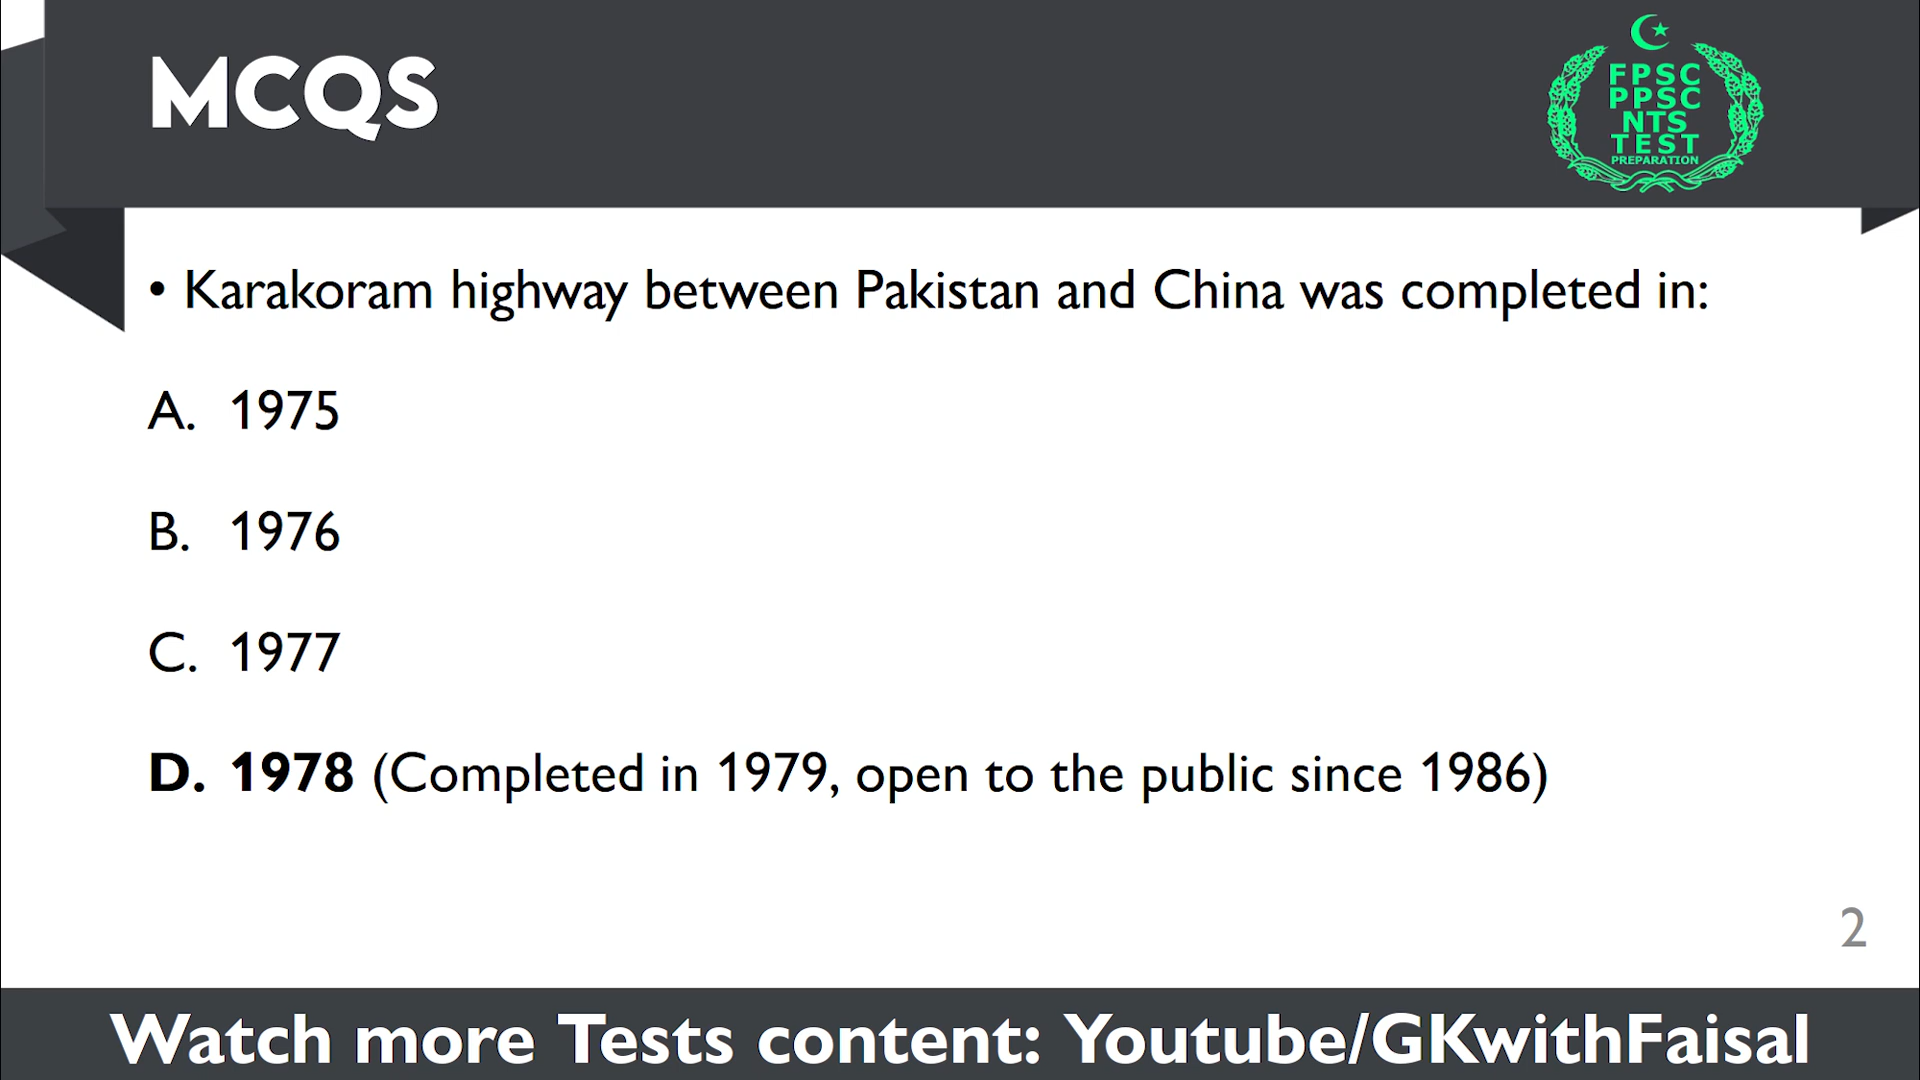 MCQS
FPSC
PPSC
NTS
TEST
PREPARATION
• Karakoram highway between Pakistan and China was completed in:
A. 1975
B. 1976
C. 1977
D. 1978 (Completed in 1979, open to the public since 1986)
2
Watch more Tests content: Youtube/GKwithFaisal